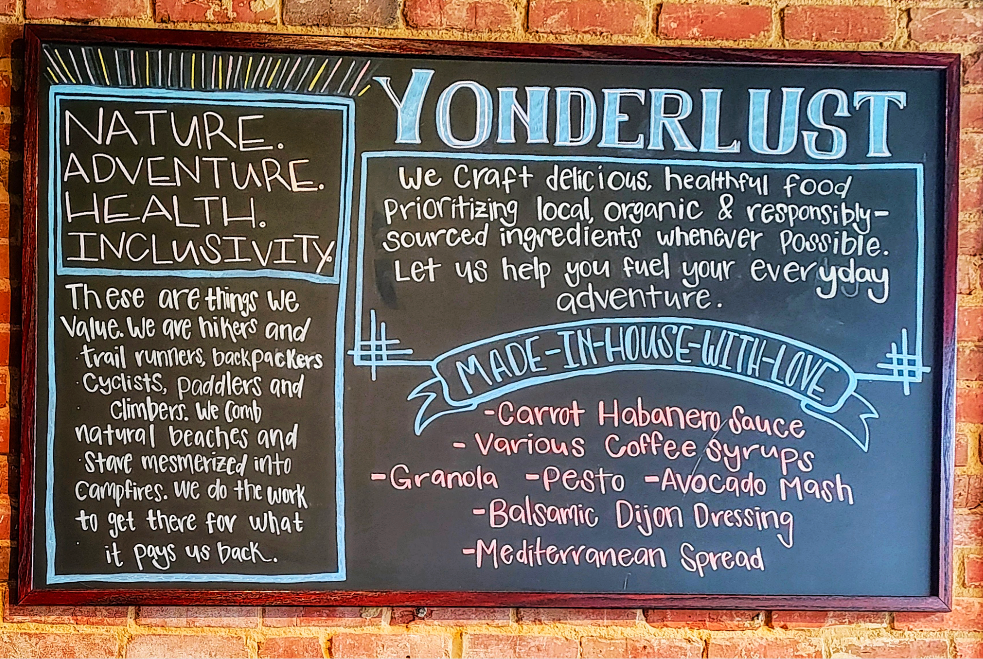 NATURE.
ADVENTURE.
HEALTH.
INCLUSIVITY
These are things we
value. We are hikers and
trail runners, backpackers
Cyclists, paddlers and
Climbers. We Comb
natural beaches and
Stare mesmerized into
Campfires. We do the work
to get there for what
it pays us back.
YONDERLUST
We Craft delicious, healthful food
prioritizing local, organic & responsibly-
sourced ingredients whenever Possible.
Let us help you fuel your everyday
adventure.
MADE-IN-HOUSE-WITH-LOVE
-Carrot Habanero Sauce
-Various Coffee Syrups
-Granola -Pesto -Avocado Mash
-Balsamic Dijon Dressing
-Mediterranean Spread